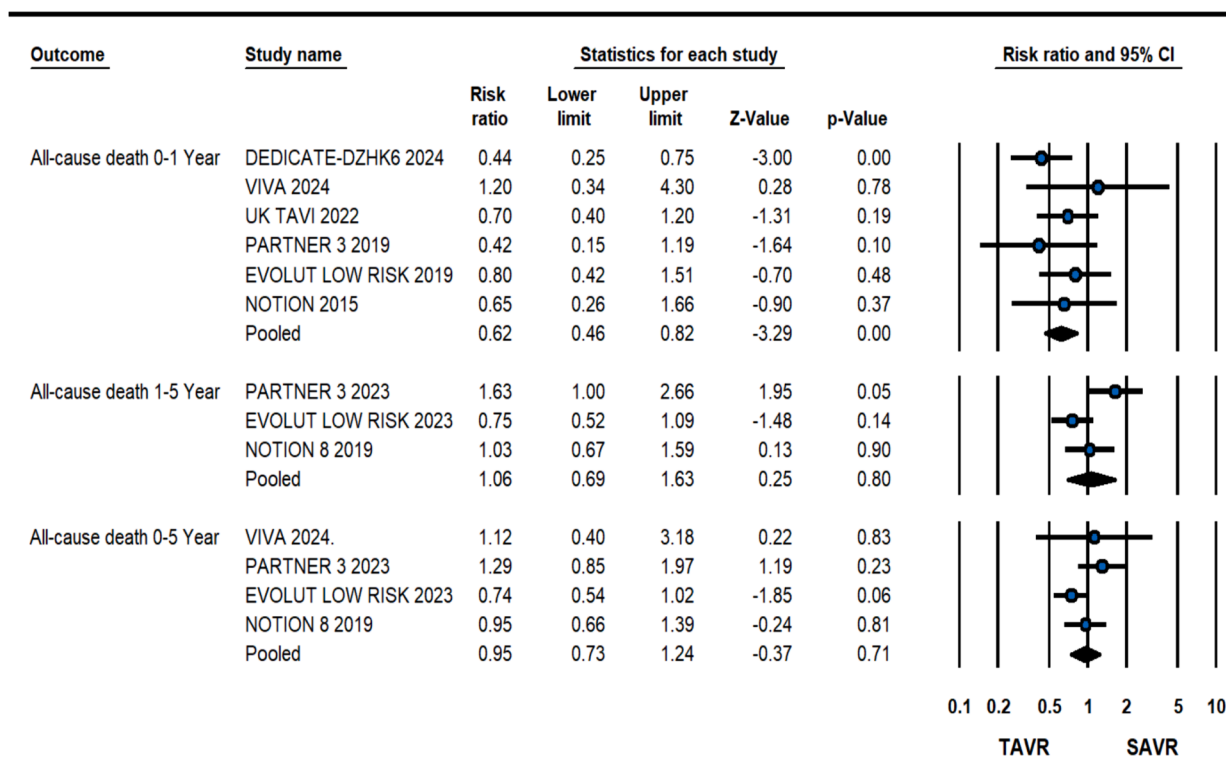 Outcome Study name Statistics for each study Risk ratio and 95% CI
Risk ratio Lower limit Upper limit Z-Value p-Value
All-cause death 0-1 Year DEDICATE-DZHK6 2024 0.44 0.25 0.75 -3.00 0.00
VIVA 2024 1.20 0.34 4.30 0.28 0.78
UK TAVI 2022 0.70 0.40 1.20 -1.31 0.19
PARTNER 3 2019 0.42 0.15 1.19 -1.64 0.10
EVOLUT LOW RISK 2019 0.80 0.42 1.51 -0.70 0.48
NOTION 2015 0.65 0.26 1.66 -0.90 0.37
Pooled 0.62 0.46 0.82 -3.29 0.00
All-cause death 1-5 Year PARTNER 3 2023 1.63 1.00 2.66 1.95 0.05
EVOLUT LOW RISK 2023 0.75 0.52 1.09 -1.48 0.14
NOTION 8 2019 1.03 0.67 1.59 0.13 0.90
Pooled 1.06 0.69 1.63 0.25 0.80
All-cause death 0-5 Year VIVA 2024. 1.12 0.40 3.18 0.22 0.83
PARTNER 3 2023 1.29 0.85 1.97 1.19 0.23
EVOLUT LOW RISK 2023 0.74 0.54 1.02 -1.85 0.06
NOTION 8 2019 0.95 0.66 1.39 -0.24 0.81
Pooled 0.95 0.73 1.24 -0.37 0.71
0.1 0.2 0.5 1 2 5 10
TAVR SAVR